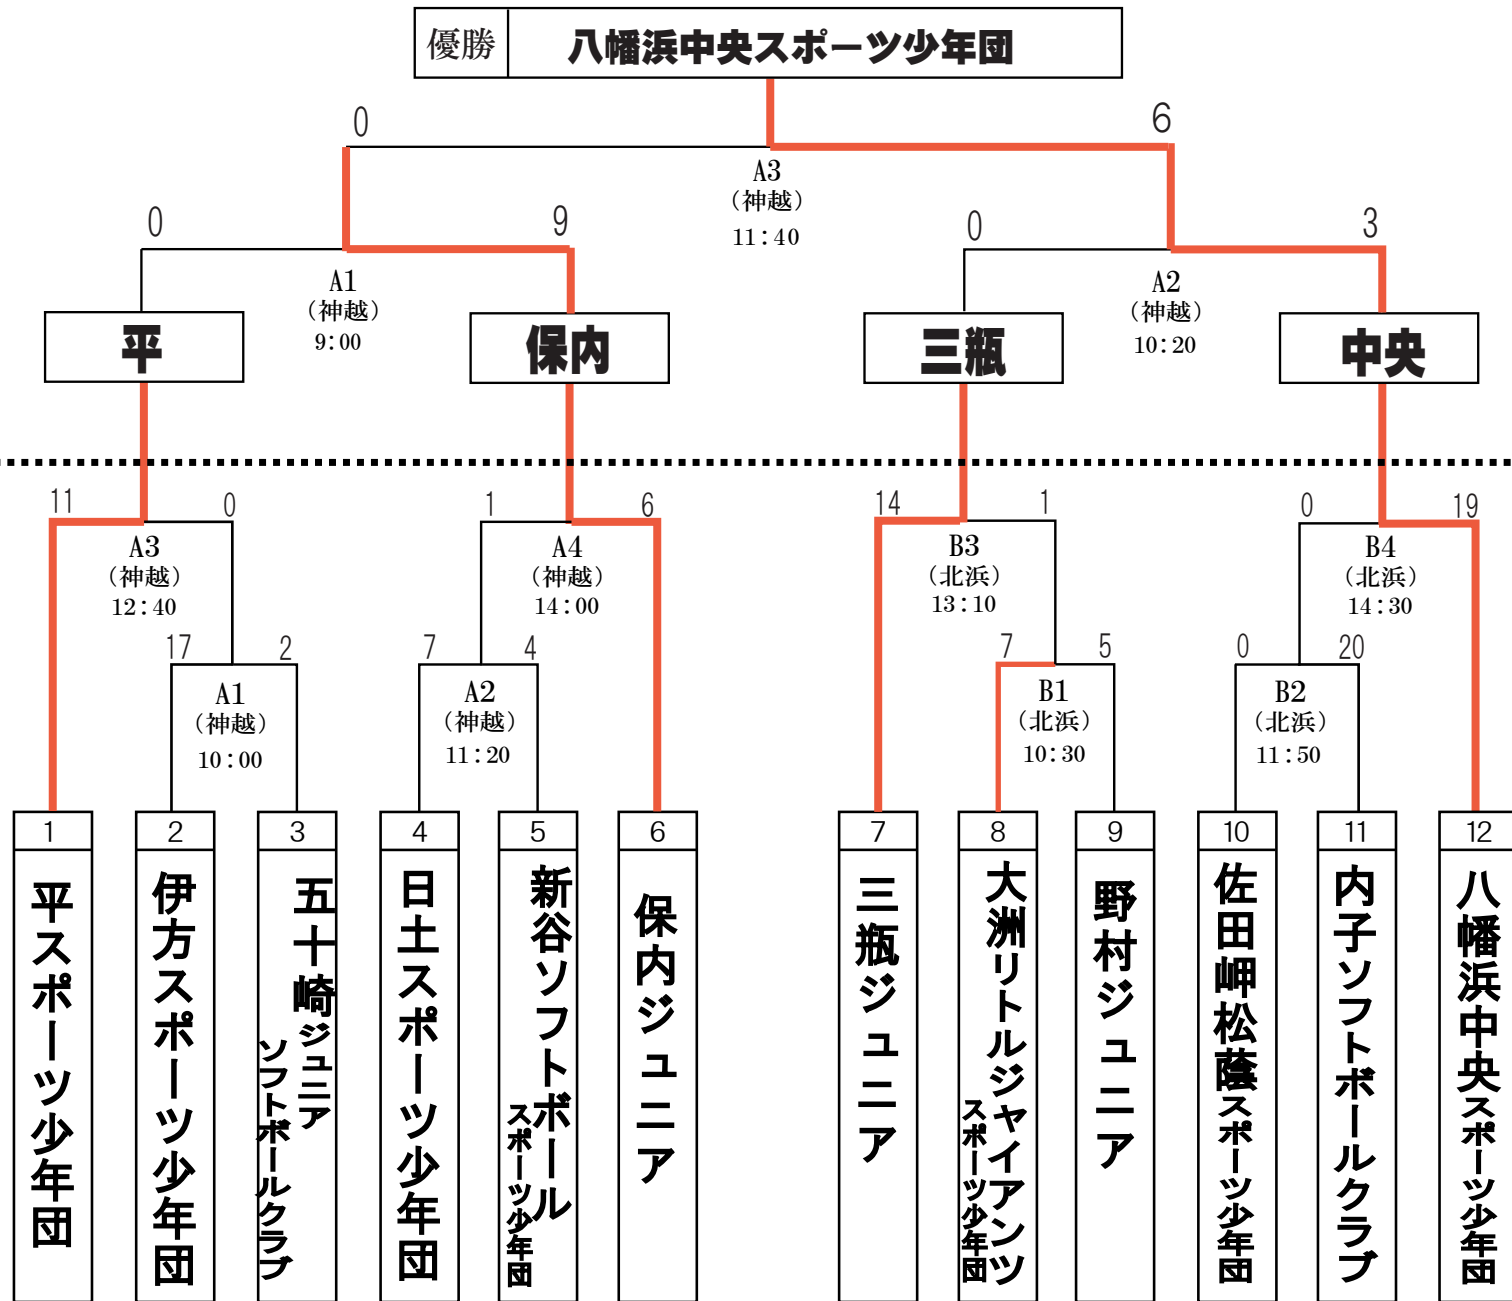 優勝 八幡浜中央スポーツ少年団
0 6
A3
(神越)
11:40
0 9 0 3
A1
(神越)
9:00
A2
(神越)
10:20
平 保内 三瓶 中央
11 0 1 6 14 1 0 19
A3
(神越)
12:40
A4
(神越)
14:00
B3
(北浜)
13:10
B4
(北浜)
14:30
17 2 7 4 7 5 0 20
A1
(神越)
10:00
A2
(神越)
11:20
B1
(北浜)
10:30
B2
(北浜)
11:50
1
平スポーツ少年団
2
伊方スポーツ少年団
3
五十崎ジュニア
ソフトボールクラブ
4
日土スポーツ少年団
5
新谷ソフトボール
スポーツ少年団
6
保内ジュニア
7
三瓶ジュニア
8
大洲リトルジャイアンツ
スポーツ少年団
9
野村ジュニア
10
佐田岬松蔭スポーツ少年団
11
内子ソフトボールクラブ
12
八幡浜中央スポーツ少年団